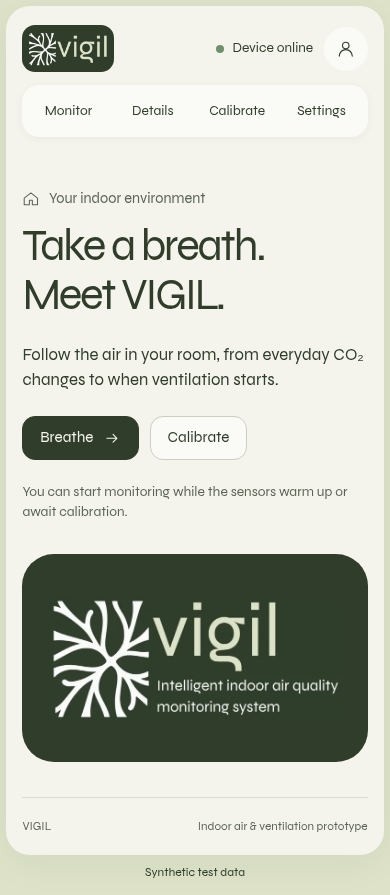 vigil
Device online
Monitor Details Calibrate Settings
Your indoor environment
Take a breath.
Meet VIGIL.
Follow the air in your room, from everyday CO₂
changes to when ventilation starts.
Breathe → Calibrate
You can start monitoring while the sensors warm up or
await calibration.
vigil
Intelligent indoor air quality
monitoring system
VIGIL Indoor air & ventilation prototype
Synthetic test data